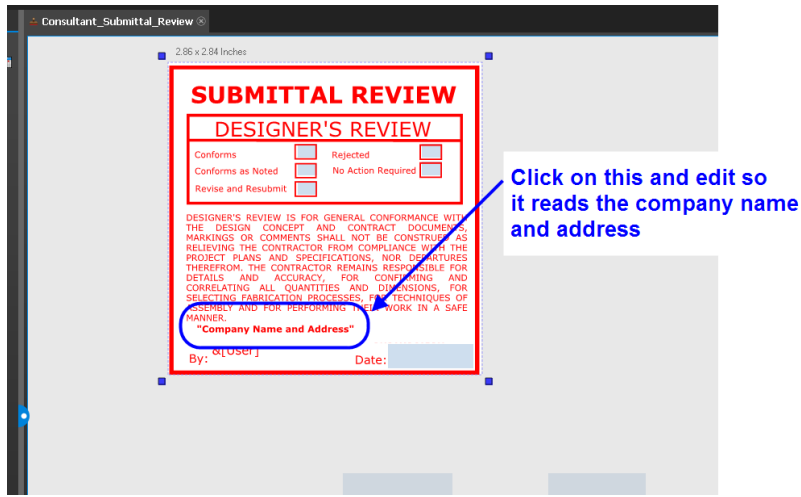 Consultant_Submittal_Review
2.86 x 2.84 Inches
SUBMITTAL REVIEW
DESIGNER'S REVIEW
Conforms
Rejected
Conforms as Noted
No Action Required
Revise and Resubmit
Click on this and edit so
it reads the company name
and address
DESIGNER'S REVIEW IS FOR GENERAL CONFORMANCE WITH
THE DESIGN CONCEPT AND CONTRACT DOCUMENTS,
MARKINGS OR COMMENTS SHALL NOT BE CONSTRUED AS
RELIEVING THE CONTRACTOR FROM COMPLIANCE WITH THE
PROJECT PLANS AND SPECIFICATIONS, NOR DEPARTURES
THEREFROM. THE CONTRACTOR REMAINS RESPONSIBLE FOR
DETAILS AND ACCURACY, FOR CONFIRMING AND
CORRELATING ALL QUANTITIES AND DIMENSIONS, FOR
SELECTING FABRICATION PROCESSES, FOR TECHNIQUES OF
ASSEMBLY AND FOR PERFORMING THEIR WORK IN A SAFE
MANNER.
"Company Name and Address"
By: &[User]
Date: